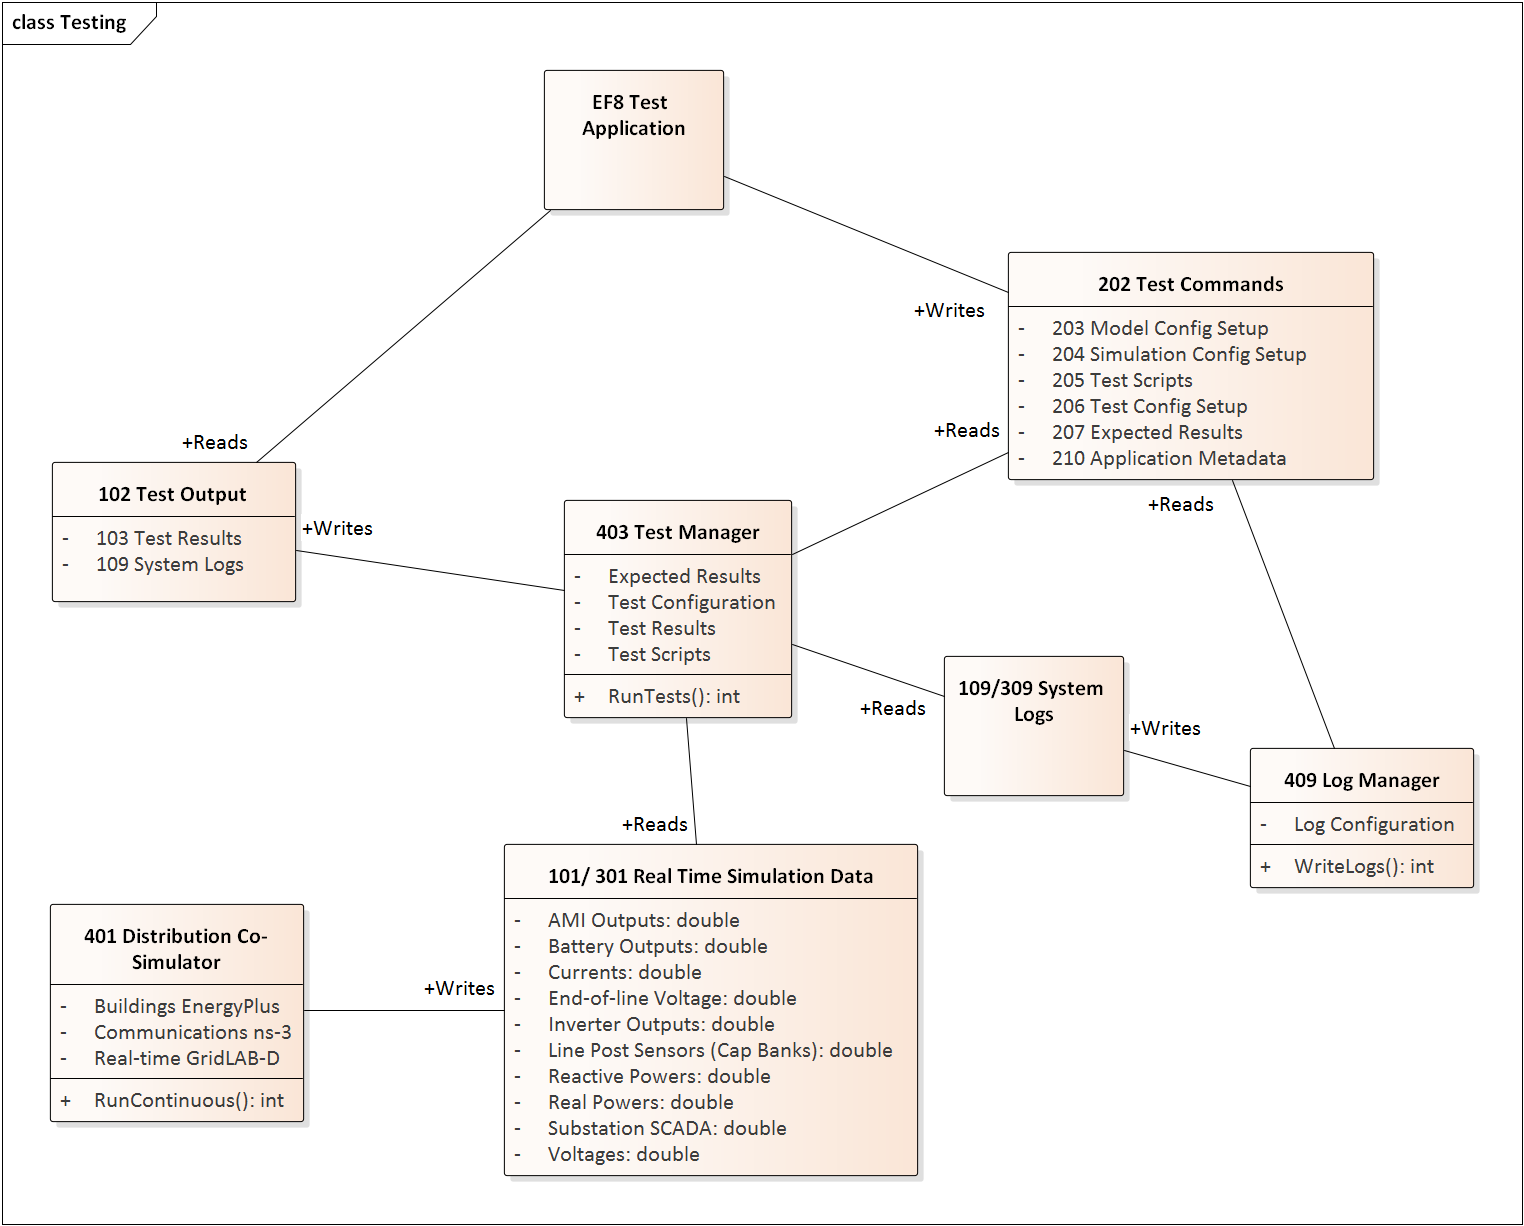 class Testing
EF8 Test
Application
+Writes
202 Test Commands
- 203 Model Config Setup
- 204 Simulation Config Setup
- 205 Test Scripts
- 206 Test Config Setup
- 207 Expected Results
- 210 Application Metadata
+Reads
+Reads
+Reads
102 Test Output
- 103 Test Results
- 109 System Logs
+Writes
403 Test Manager
- Expected Results
- Test Configuration
- Test Results
- Test Scripts
+ RunTests(): int
+Reads
109/309 System
Logs
+Writes
409 Log Manager
- Log Configuration
+ WriteLogs(): int
+Reads
101/ 301 Real Time Simulation Data
- AMI Outputs: double
- Battery Outputs: double
- Currents: double
- End-of-line Voltage: double
- Inverter Outputs: double
- Line Post Sensors (Cap Banks): double
- Reactive Powers: double
- Real Powers: double
- Substation SCADA: double
- Voltages: double
401 Distribution Co-
Simulator
- Buildings EnergyPlus
- Communications ns-3
- Real-time GridLAB-D
+ RunContinuous(): int
+Writes